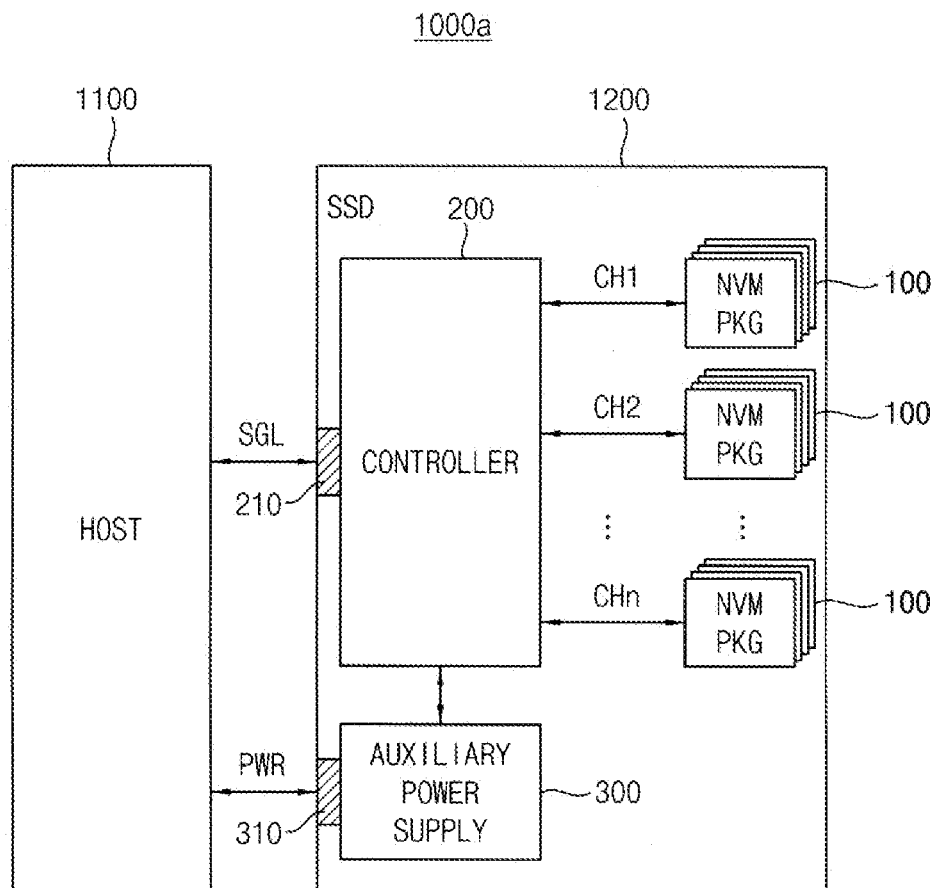 1000a
1100
1200
SSD
200
CH1
NVM
PKG
100
CH2
NVM
PKG
100
SGL
CONTROLLER
210
HOST
⋮
⋮
CHn
NVM
PKG
100
PWR
AUXILIARY
POWER
SUPPLY
300
310